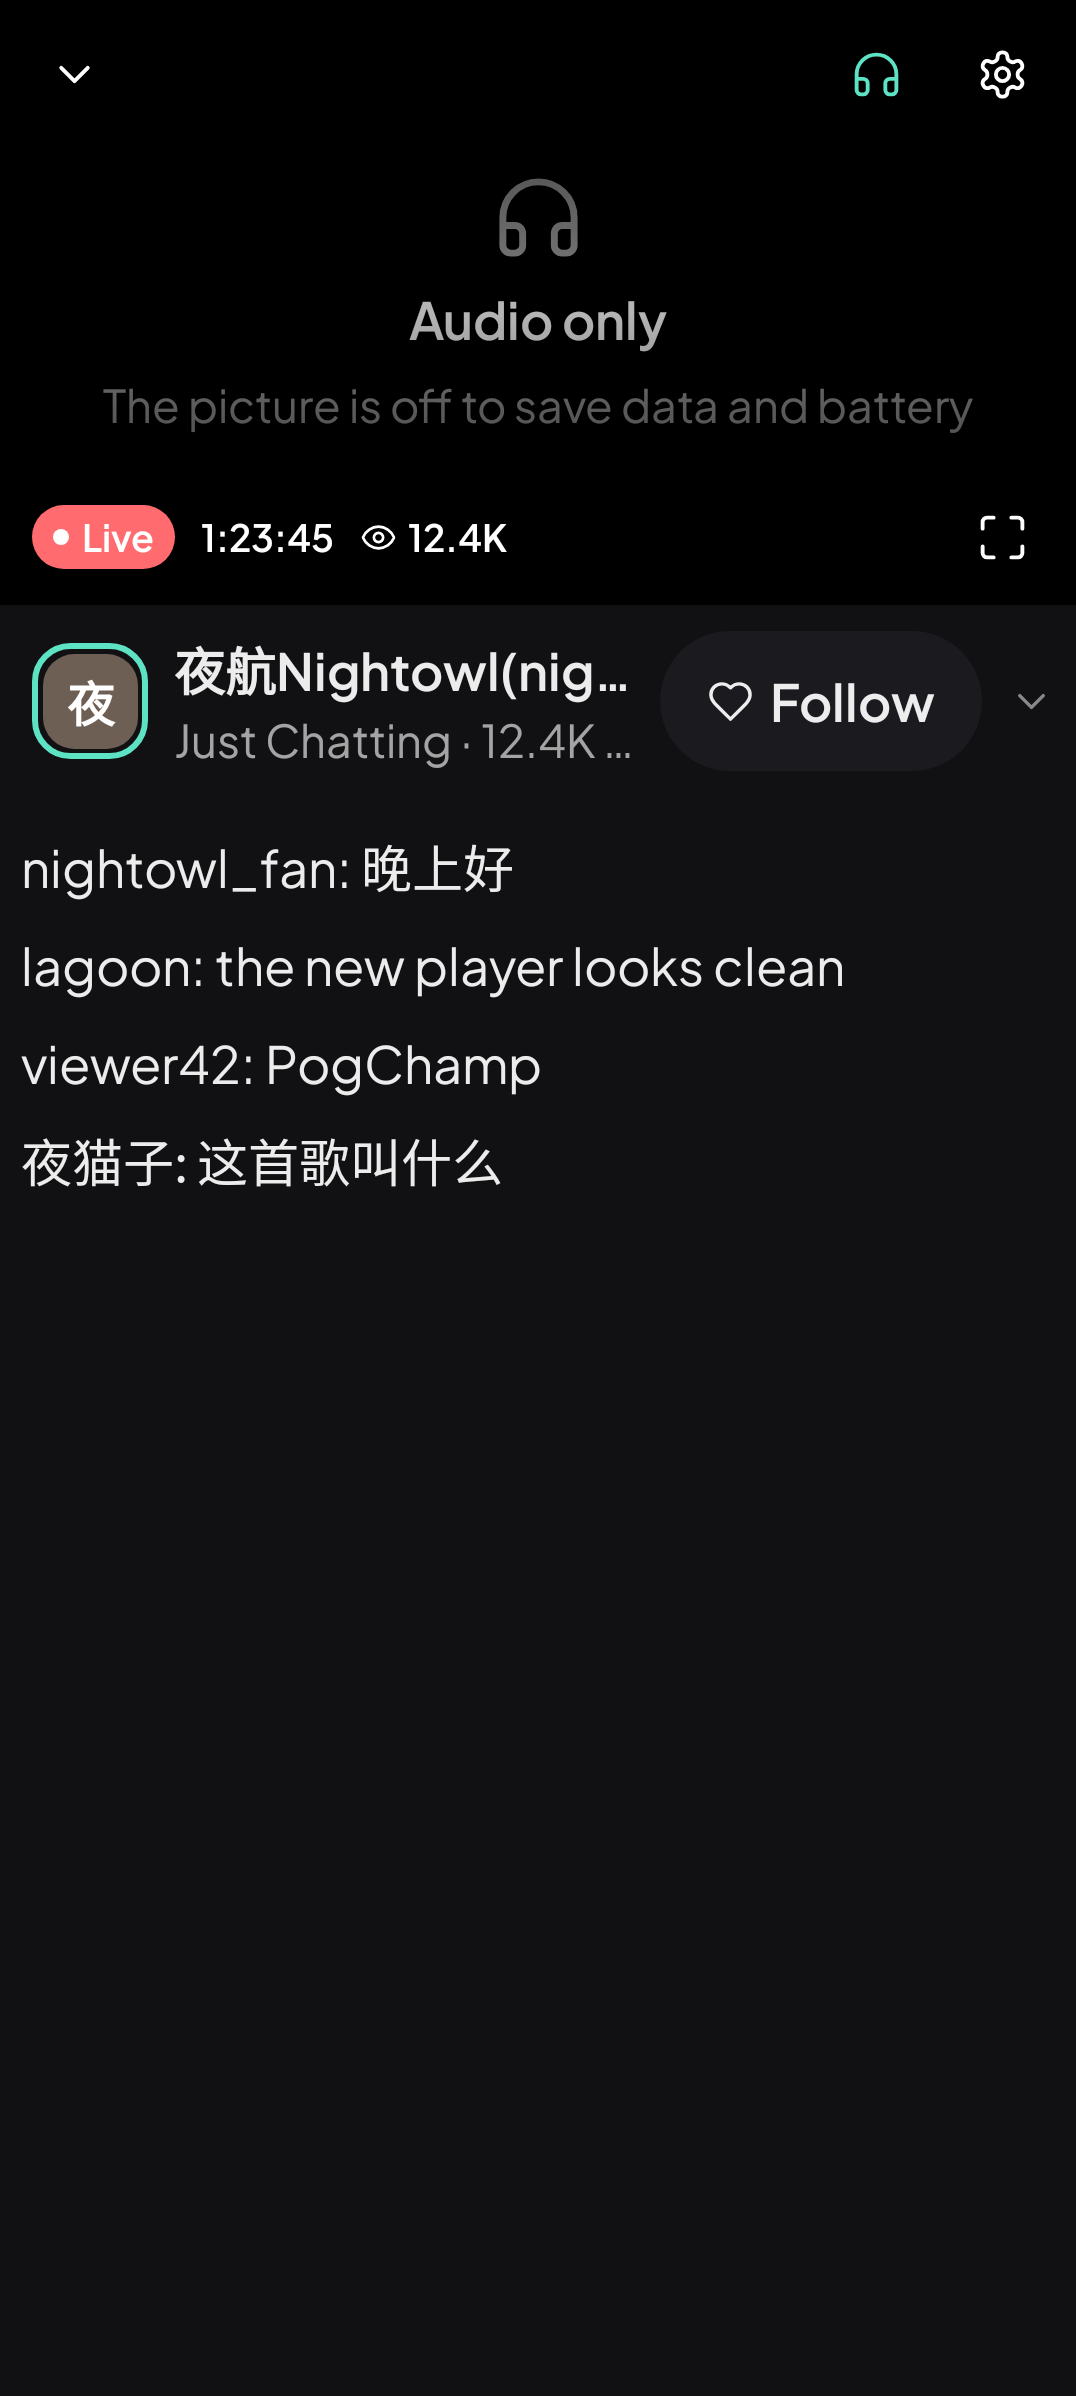 Audio only
The picture is off to save data and battery
Live 1:23:45 12.4K
夜
夜航Nightowl(nig...
Just Chatting · 12.4K ...
Follow
nightowl_fan: 晚上好
lagoon: the new player looks clean
viewer42: PogChamp
夜猫子: 这首歌叫什么